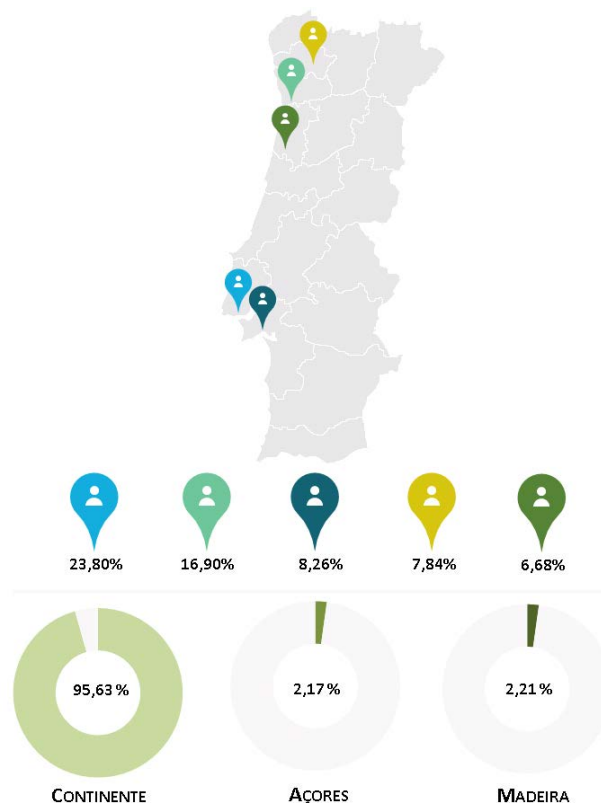 23,80% 16,90% 8,26% 7,84% 6,68%
95,63 % 2,17 % 2,21 %
CONTINENTE AÇORES MADEIRA